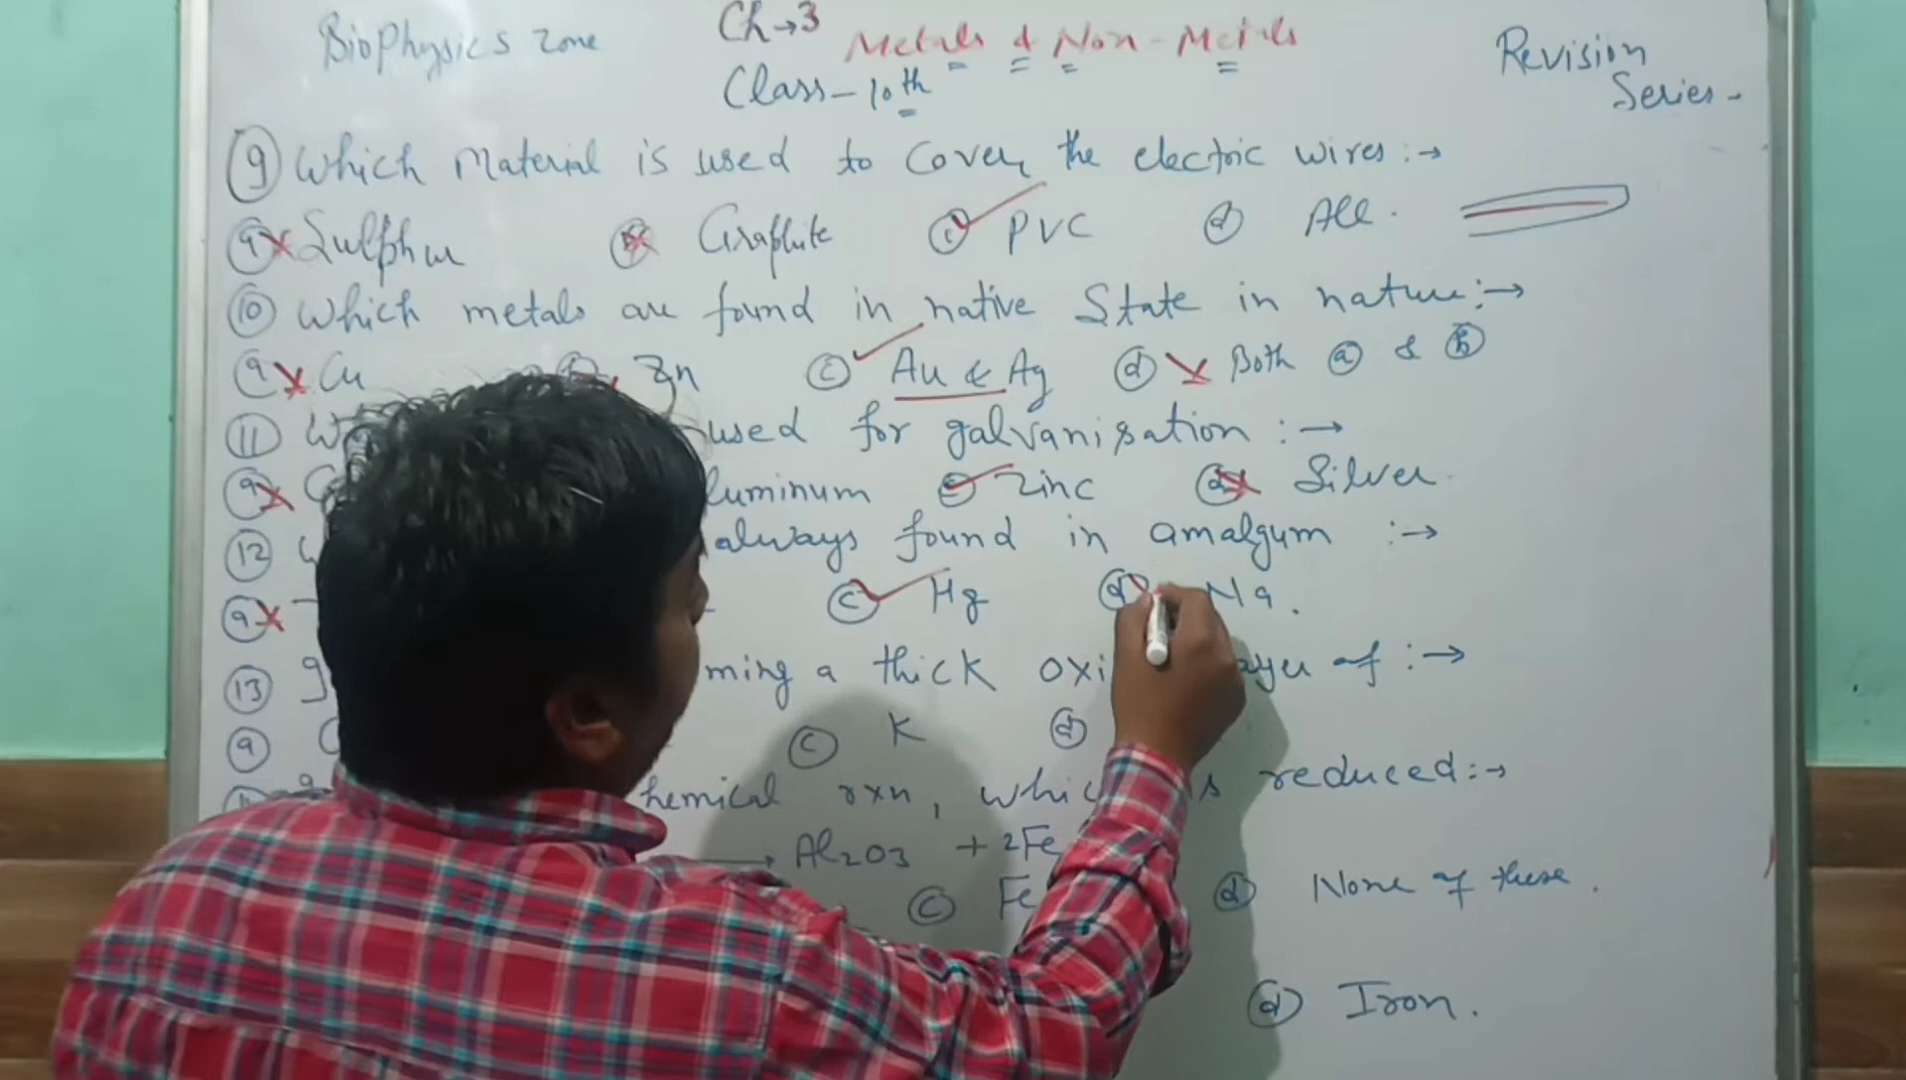 BioPhysics Zone
Ch→3 Metals & Non-Metals
Class-10th
Revision
Series-
(9) Which Material is used to Cover the electric wires:→
(a) Sulphur (b) Graphite (c) PVC (d) All.
(10) Which metals are found in native State in nature:→
(a) Cu (b) Zn (c) Au & Ag (d) Both (a) & (b)
(11) used for galvanisation:→
(a) luminum (c) Zinc (d) Silver.
(12) always found in amalgum:→
(a) (c) Hg (d) Na.
(13) ming a thick oxi ayer of:→
(a) (c) K (d)
hemical rxn, whic is reduced:→
→ Al2O3 + 2Fe
(c) Fe (d) None of these.
(d) Iron.